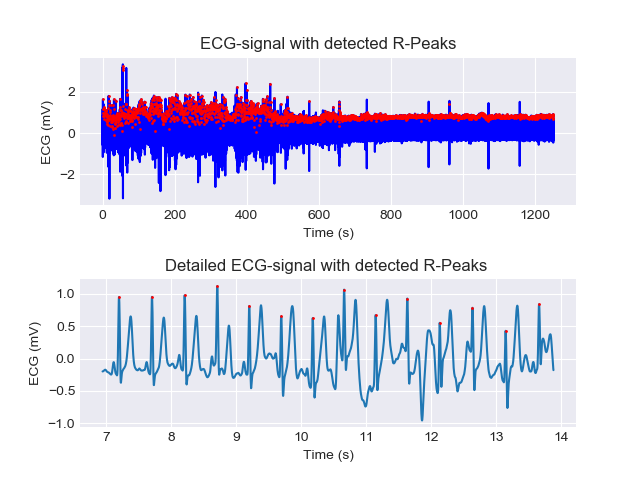 ECG-signal with detected R-Peaks
ECG (mV)
2
0
−2
0 200 400 600 800 1000 1200
Time (s)
Detailed ECG-signal with detected R-Peaks
ECG (mV)
1.0
0.5
0.0
−0.5
−1.0
7 8 9 10 11 12 13 14
Time (s)